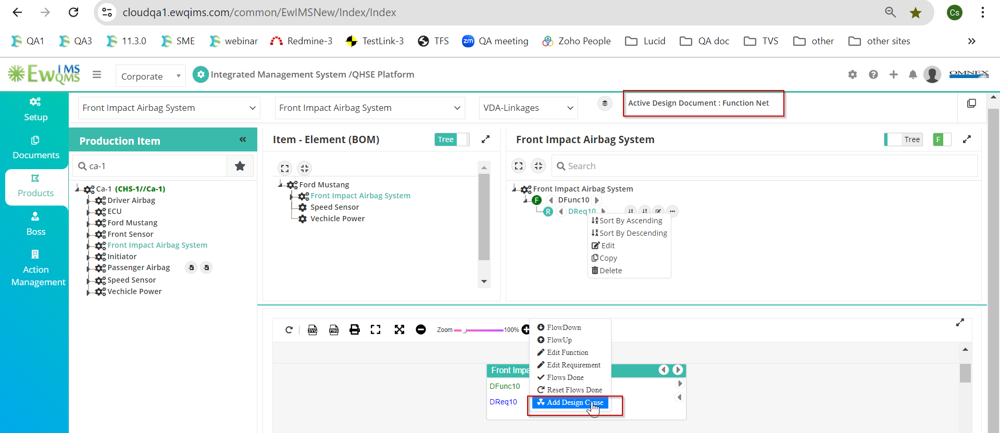 cloudqa1.ewqims.com/common/EwIMSNew/Index/Index
Cs
QA1 QA3 11.3.0 SME webinar Redmine-3 TestLink-3 TFS zm QA meeting Zoho People Lucid QA doc TVS other other sites
EwIMS QMS
Corporate
Integrated Management System /QHSE Platform
OMNEX
Setup
Documents
Products
Boss
Action
Management
Front Impact Airbag System
Front Impact Airbag System
VDA-Linkages
Active Design Document : Function Net
Production Item
ca-1
Ca-1 (CHS-1//Ca-1)
Driver Airbag
ECU
Ford Mustang
Front Sensor
Front Impact Airbag System
Initiator
Passenger Airbag
Speed Sensor
Vechicle Power
Item - Element (BOM)
Tree
Ford Mustang
Front Impact Airbag System
Speed Sensor
Vechicle Power
Front Impact Airbag System
Tree
F
Search
Front Impact Airbag System
F DFunc10
R DReq10
Sort By Ascending
Sort By Descending
Edit
Copy
Delete
SVG
PNG
Zoom
100%
FlowDown
FlowUp
Edit Function
Edit Requirement
Flows Done
Reset Flows Done
Add Design Cause
Front Impa
DFunc10
DReq10